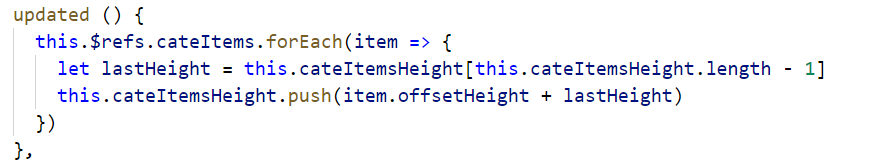 updated () {
this.$refs.cateItems.forEach(item => {
let lastHeight = this.cateItemsHeight[this.cateItemsHeight.length - 1]
this.cateItemsHeight.push(item.offsetHeight + lastHeight)
})
},